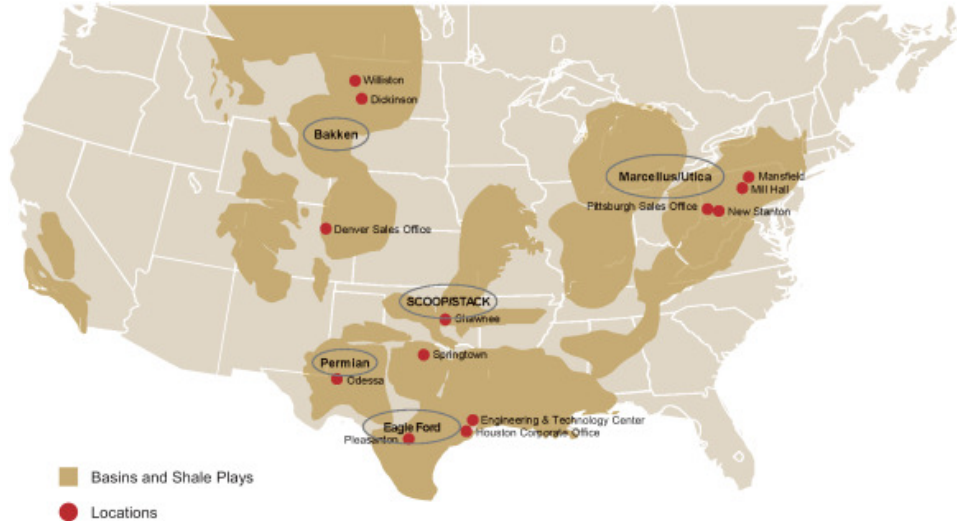 Williston
Dickinson
Bakken
Marcellus/Utica
Mansfield
Mill Hall
Pittsburgh Sales Office
New Stanton
Denver Sales Office
SCOOP/STACK
Shawnee
Springtown
Permian
Odessa
Engineering & Technology Center
Eagle Ford
Houston Corporate Office
Pleasanton
Basins and Shale Plays
Locations